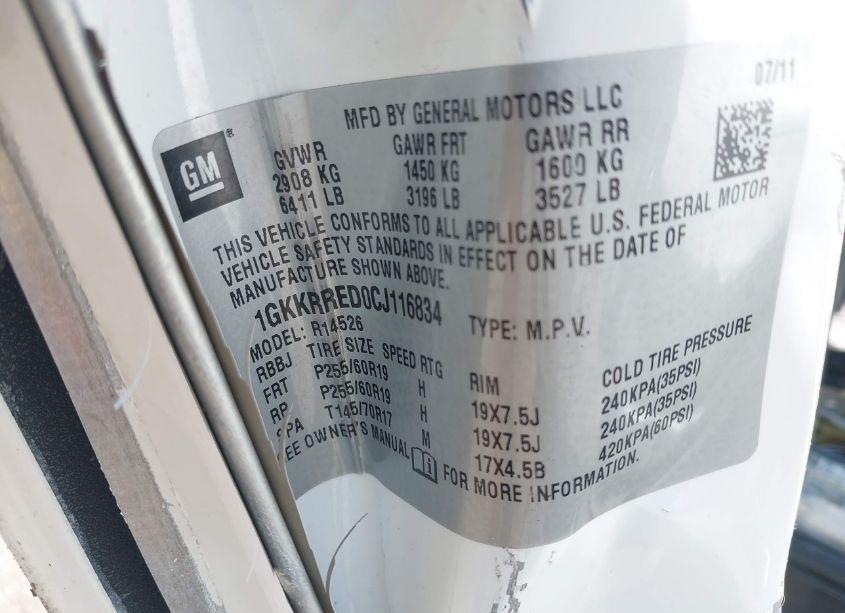 07/11
MFD BY GENERAL MOTORS LLC
GM®
GVWR GAWR FRT GAWR RR
2908 KG 1450 KG 1600 KG
6411 LB 3196 LB 3527 LB
THIS VEHICLE CONFORMS TO ALL APPLICABLE U.S. FEDERAL MOTOR
VEHICLE SAFETY STANDARDS IN EFFECT ON THE DATE OF
MANUFACTURE SHOWN ABOVE.
1GKKRRED0CJ116834 TYPE: M.P.V.
MODEL: R14526
RBBJ TIRE SIZE SPEED RTG RIM COLD TIRE PRESSURE
FRT P255/60R19 H 19X7.5J 240KPA(35PSI)
RR P255/60R19 H 19X7.5J 240KPA(35PSI)
SPA T145/70R17 M 17X4.5B 420KPA(60PSI)
SEE OWNER'S MANUAL FOR MORE INFORMATION.